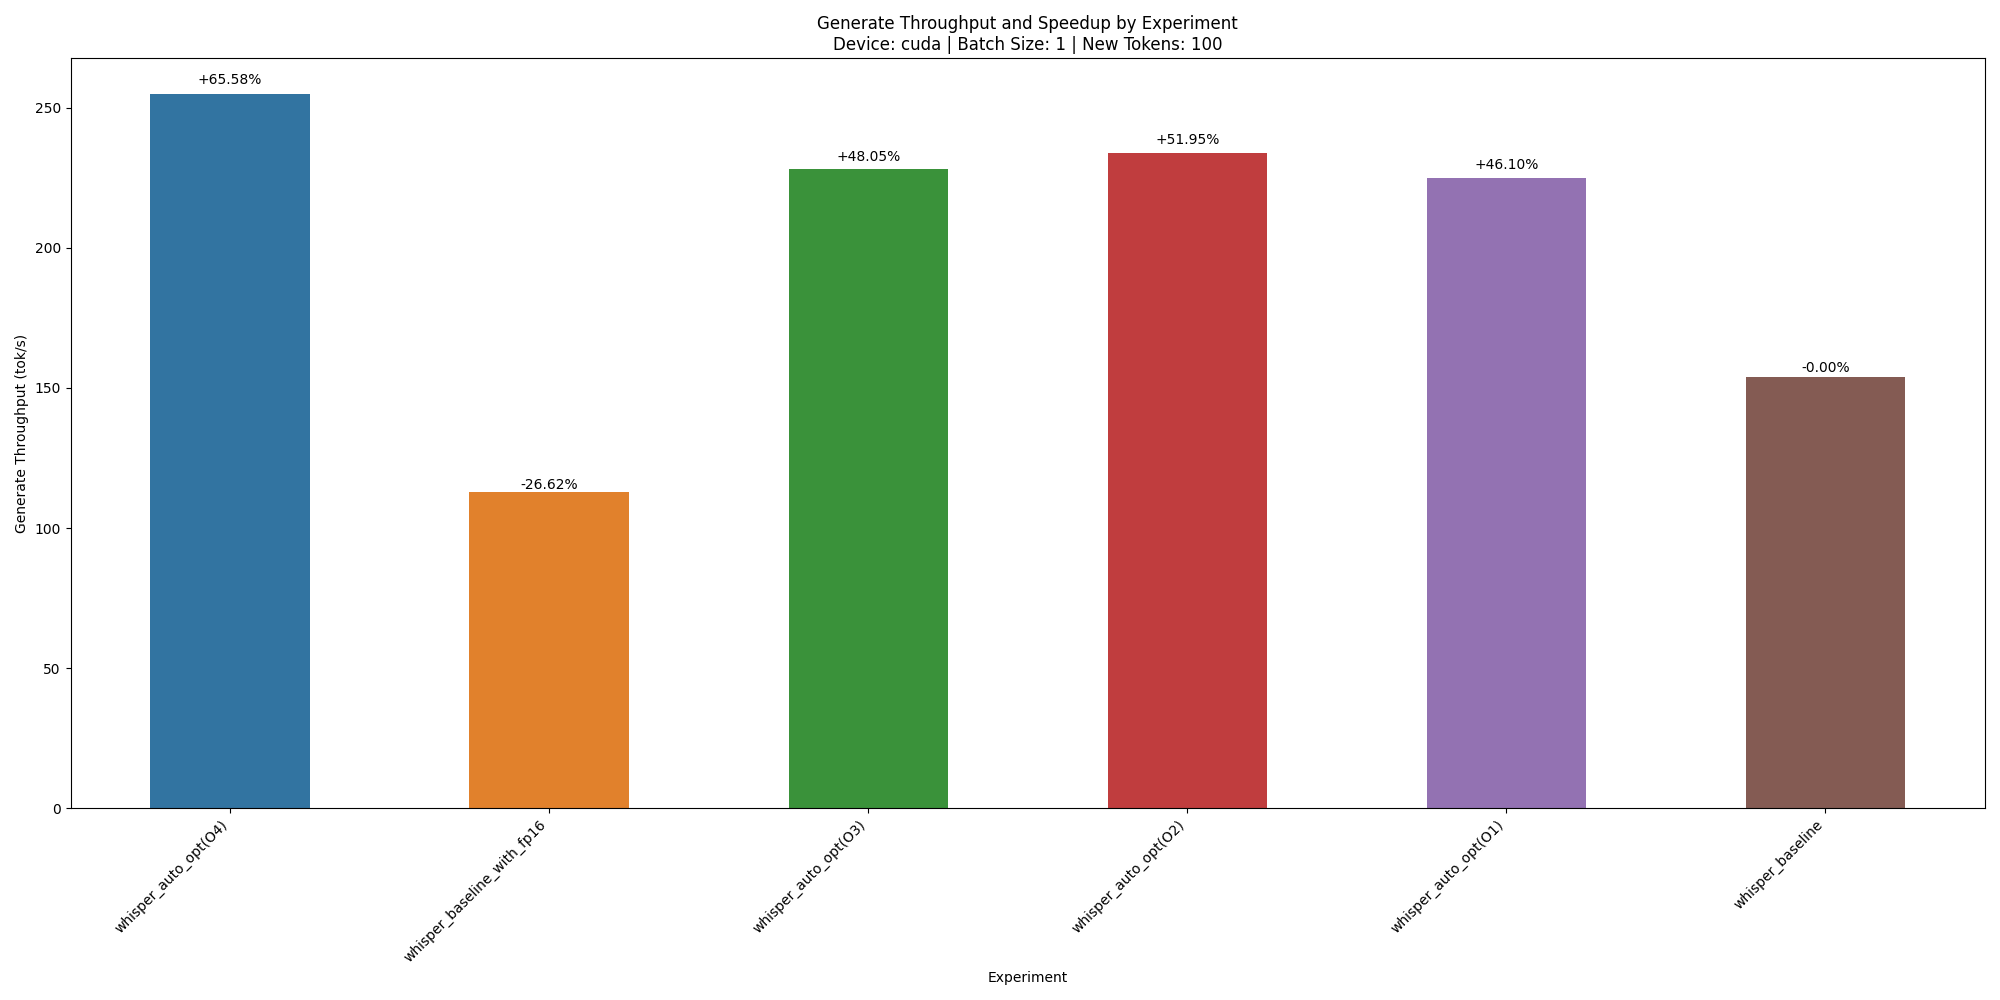 Generate Throughput and Speedup by Experiment
Device: cuda | Batch Size: 1 | New Tokens: 100
Generate Throughput (tok/s)
250
200
150
100
50
0
+65.58%
-26.62%
+48.05%
+51.95%
+46.10%
-0.00%
whisper_auto_opt(O4)
whisper_baseline_with_fp16
whisper_auto_opt(O3)
whisper_auto_opt(O2)
whisper_auto_opt(O1)
whisper_baseline
Experiment